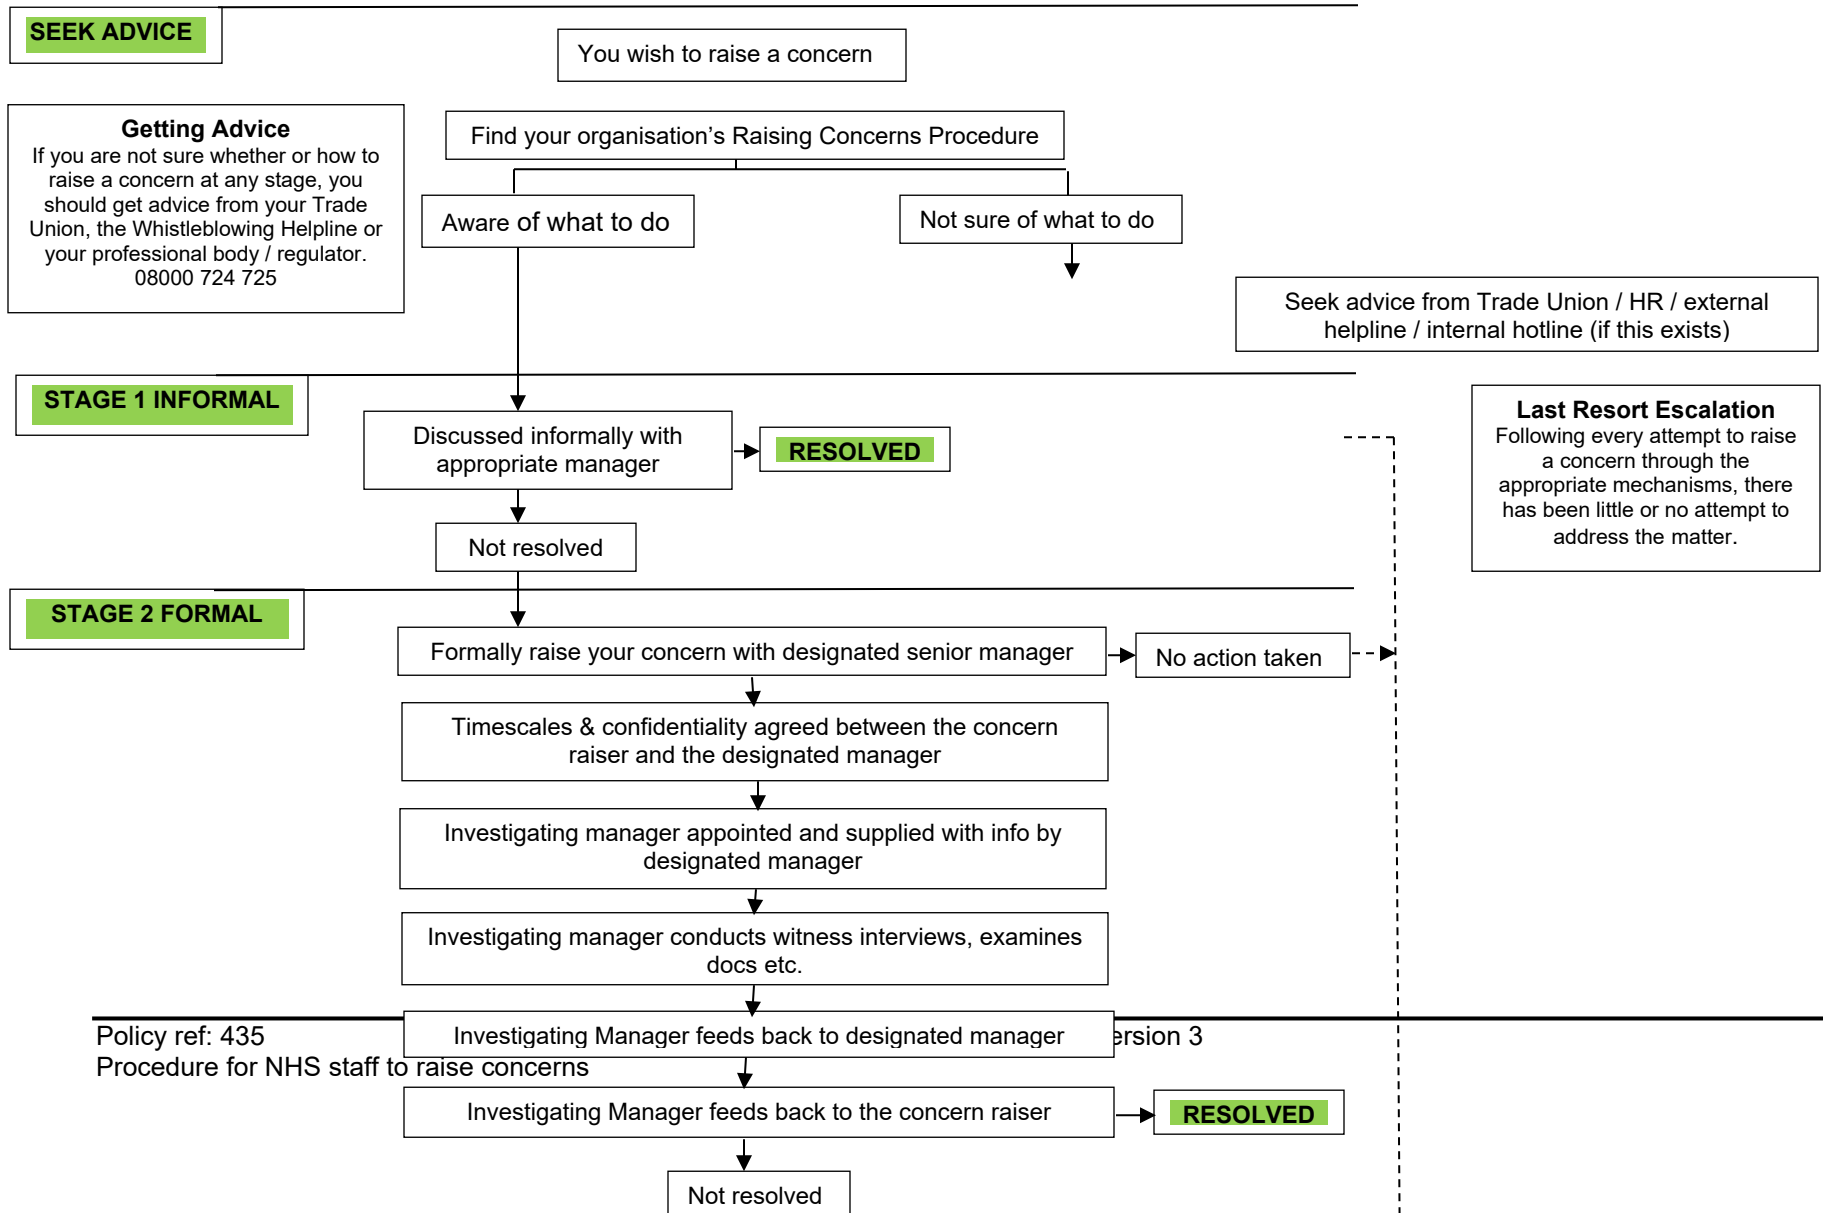 SEEK ADVICE
You wish to raise a concern
Getting Advice
If you are not sure whether or how to
raise a concern at any stage, you
should get advice from your Trade
Union, the Whistleblowing Helpline or
your professional body / regulator.
08000 724 725
Find your organisation’s Raising Concerns Procedure
Aware of what to do
Not sure of what to do
Seek advice from Trade Union / HR / external
helpline / internal hotline (if this exists)
STAGE 1 INFORMAL
Discussed informally with
appropriate manager
RESOLVED
Last Resort Escalation
Following every attempt to raise
a concern through the
appropriate mechanisms, there
has been little or no attempt to
address the matter.
Not resolved
STAGE 2 FORMAL
Formally raise your concern with designated senior manager
No action taken
Timescales & confidentiality agreed between the concern
raiser and the designated manager
Investigating manager appointed and supplied with info by
designated manager
Investigating manager conducts witness interviews, examines
docs etc.
Policy ref: 435
Investigating Manager feeds back to designated manager
ersion 3
Procedure for NHS staff to raise concerns
Investigating Manager feeds back to the concern raiser
RESOLVED
Not resolved